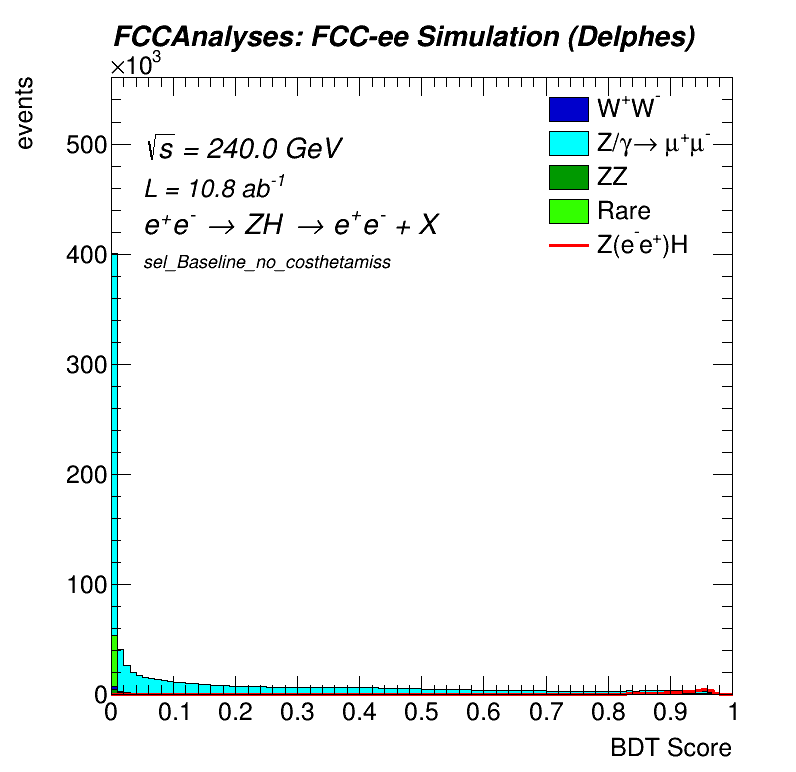 FCCAnalyses: FCC-ee Simulation (Delphes)
×10³
events
W⁺W⁻
Z/γ→ μ⁺μ⁻
ZZ
Rare
Z(e⁻e⁺)H
√s = 240.0 GeV
L = 10.8 ab⁻¹
e⁺e⁻ → ZH → e⁺e⁻ + X
sel_Baseline_no_costhetamiss
500
400
300
200
100
0
0 0.1 0.2 0.3 0.4 0.5 0.6 0.7 0.8 0.9 1
BDT Score